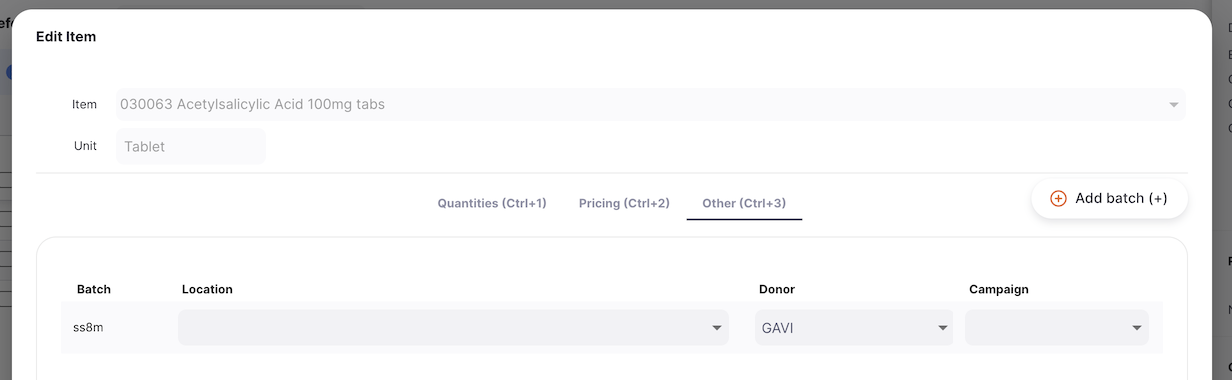 Edit Item
Item 030063 Acetylsalicylic Acid 100mg tabs
Unit Tablet
Quantities (Ctrl+1) Pricing (Ctrl+2) Other (Ctrl+3) Add batch (+)
Batch Location Donor Campaign
ss8m GAVI